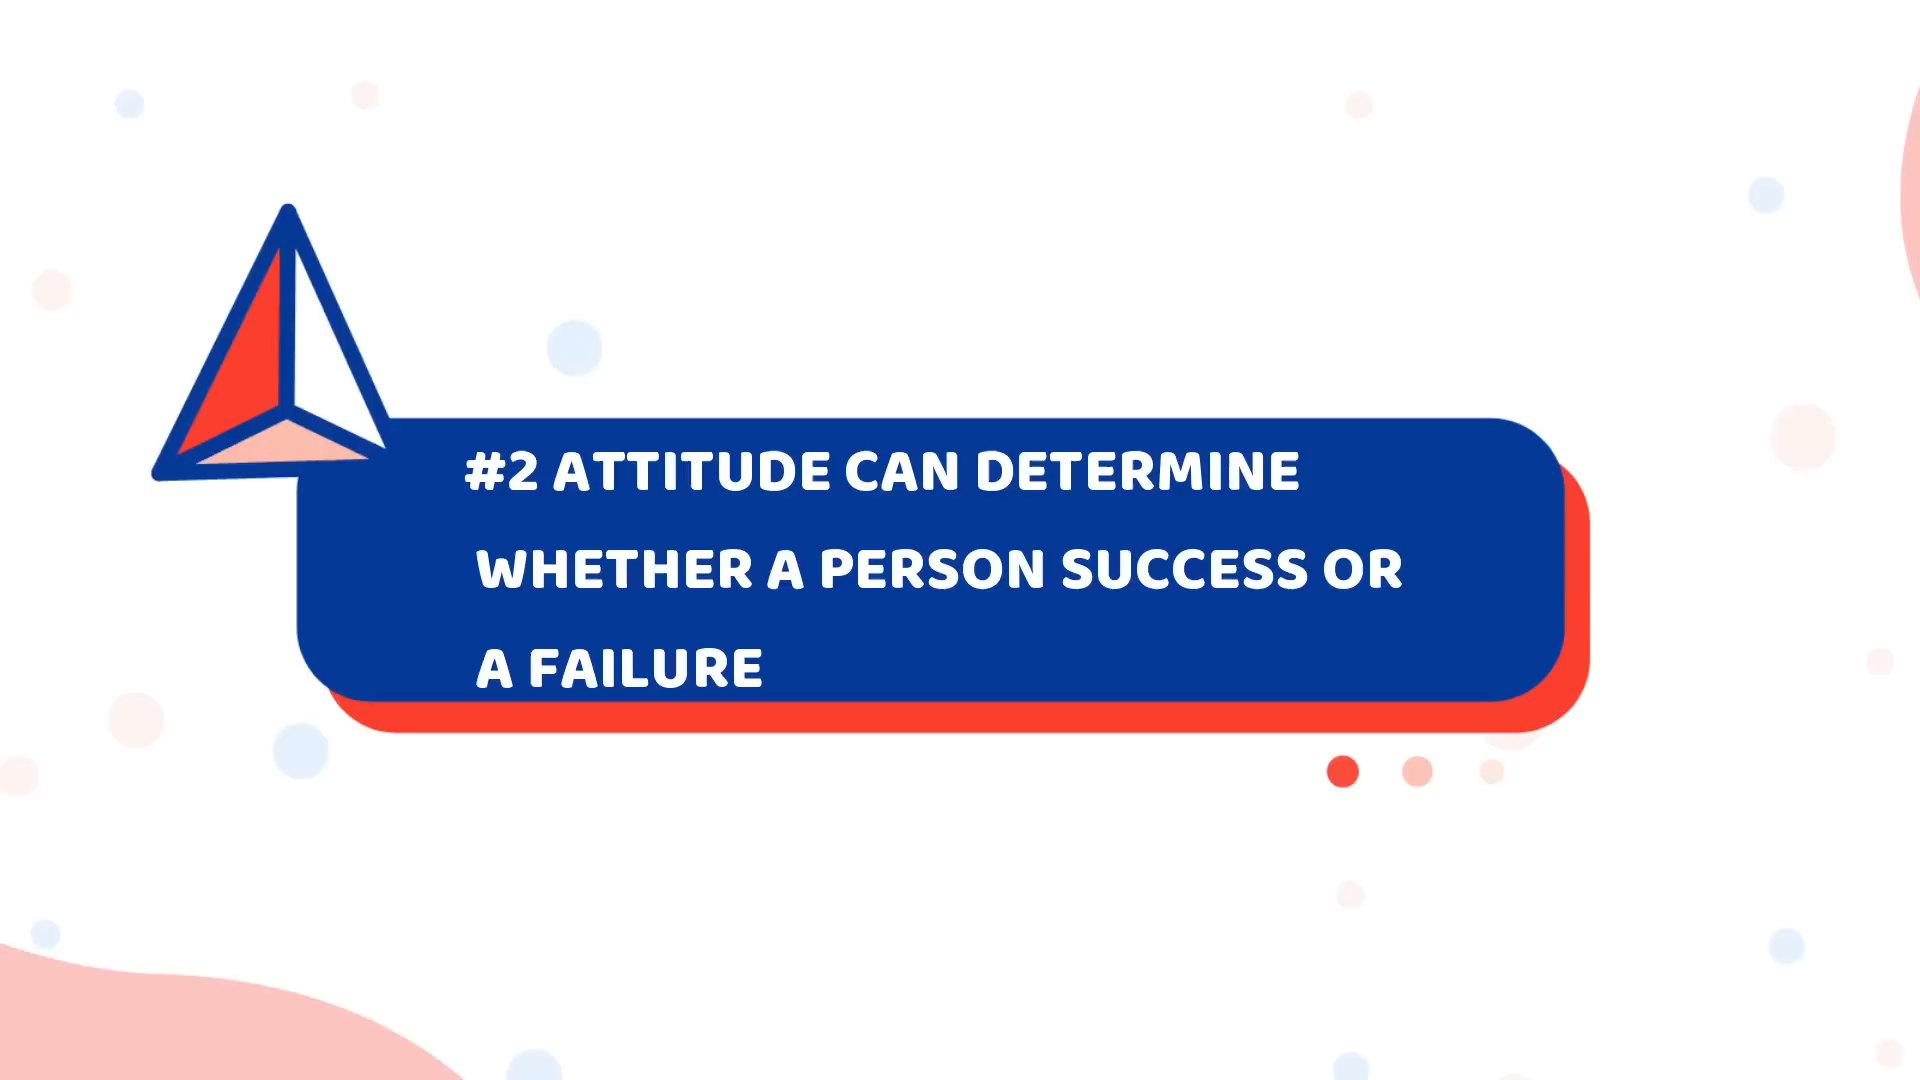 #2 ATTITUDE CAN DETERMINE
WHETHER A PERSON SUCCESS OR
A FAILURE